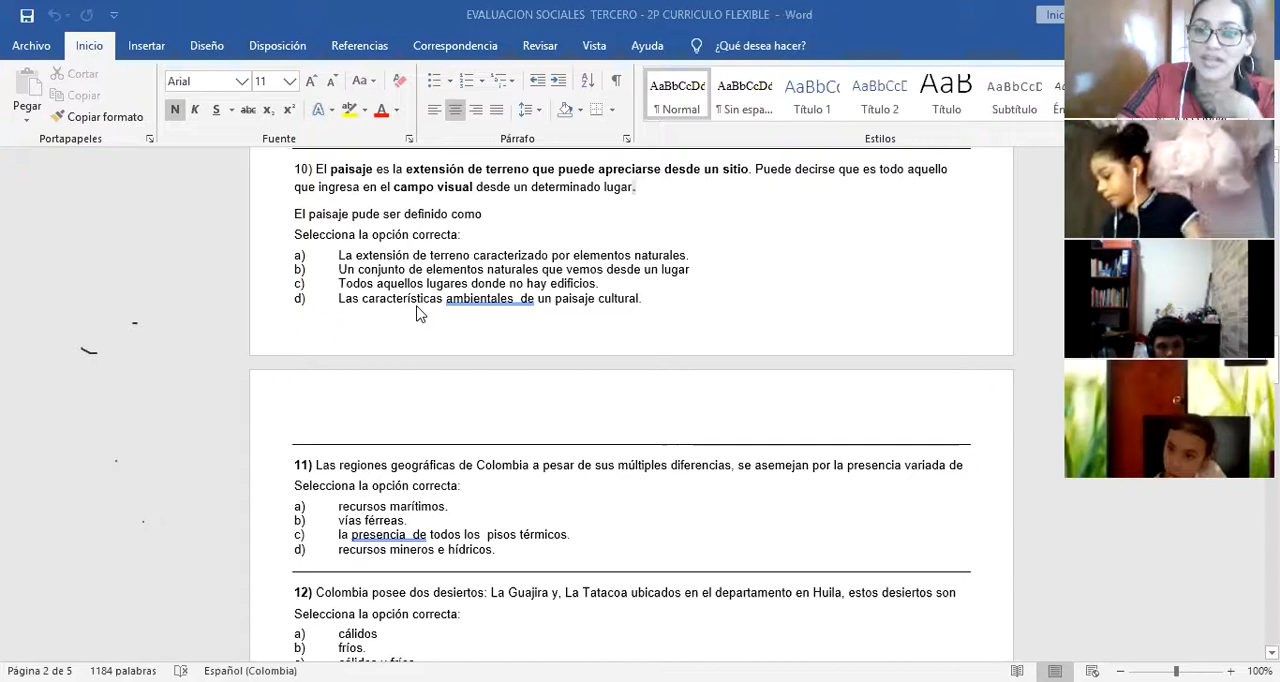 EVALUACION SOCIALES TERCERO - 2P CURRICULO FLEXIBLE - Word
Inic
Archivo Inicio Insertar Diseño Disposición Referencias Correspondencia Revisar Vista Ayuda ¿Qué desea hacer?
Pegar
Cortar
Copiar
Copiar formato
Portapapeles
Arial 11
N K S abc x₂ x²
Fuente
Párrafo
AaBbCcDd
¶ Normal
AaBbCcDd
¶ Sin espa...
AaBbCc
Título 1
AaBbCcD
Título 2
AaB
Título
AaBbCcD
Subtítulo
Estilos
10) El paisaje es la extensión de terreno que puede apreciarse desde un sitio. Puede decirse que es todo aquello
que ingresa en el campo visual desde un determinado lugar.
El paisaje pude ser definido como
Selecciona la opción correcta:
a) La extensión de terreno caracterizado por elementos naturales.
b) Un conjunto de elementos naturales que vemos desde un lugar
c) Todos aquellos lugares donde no hay edificios.
d) Las características ambientales de un paisaje cultural.
11) Las regiones geográficas de Colombia a pesar de sus múltiples diferencias, se asemejan por la presencia variada de
Selecciona la opción correcta:
a) recursos marítimos.
b) vías férreas.
c) la presencia de todos los pisos térmicos.
d) recursos mineros e hídricos.
12) Colombia posee dos desiertos: La Guajira y, La Tatacoa ubicados en el departamento en Huila, estos desiertos son
Selecciona la opción correcta:
a) cálidos
b) fríos.
Página 2 de 5 1184 palabras Español (Colombia) 100%